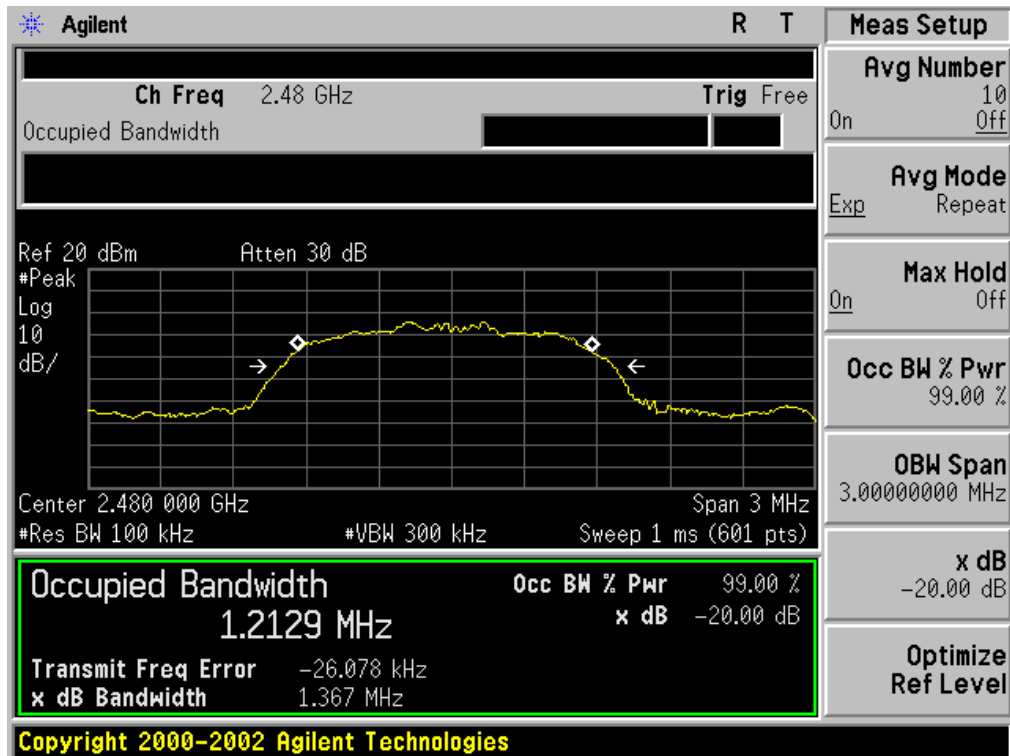 Agilent R T
Ch Freq 2.48 GHz Trig Free
Occupied Bandwidth
Ref 20 dBm Atten 30 dB
#Peak
Log
10
dB/
Center 2.480 000 GHz Span 3 MHz
#Res BW 100 kHz #VBW 300 kHz Sweep 1 ms (601 pts)
Occupied Bandwidth Occ BW % Pwr 99.00 %
1.2129 MHz x dB -20.00 dB
Transmit Freq Error -26.078 kHz
x dB Bandwidth 1.367 MHz
Copyright 2000-2002 Agilent Technologies
Meas Setup
Avg Number
10
On Off
Avg Mode
Exp Repeat
Max Hold
On Off
Occ BW % Pwr
99.00 %
OBW Span
3.00000000 MHz
x dB
-20.00 dB
Optimize
Ref Level